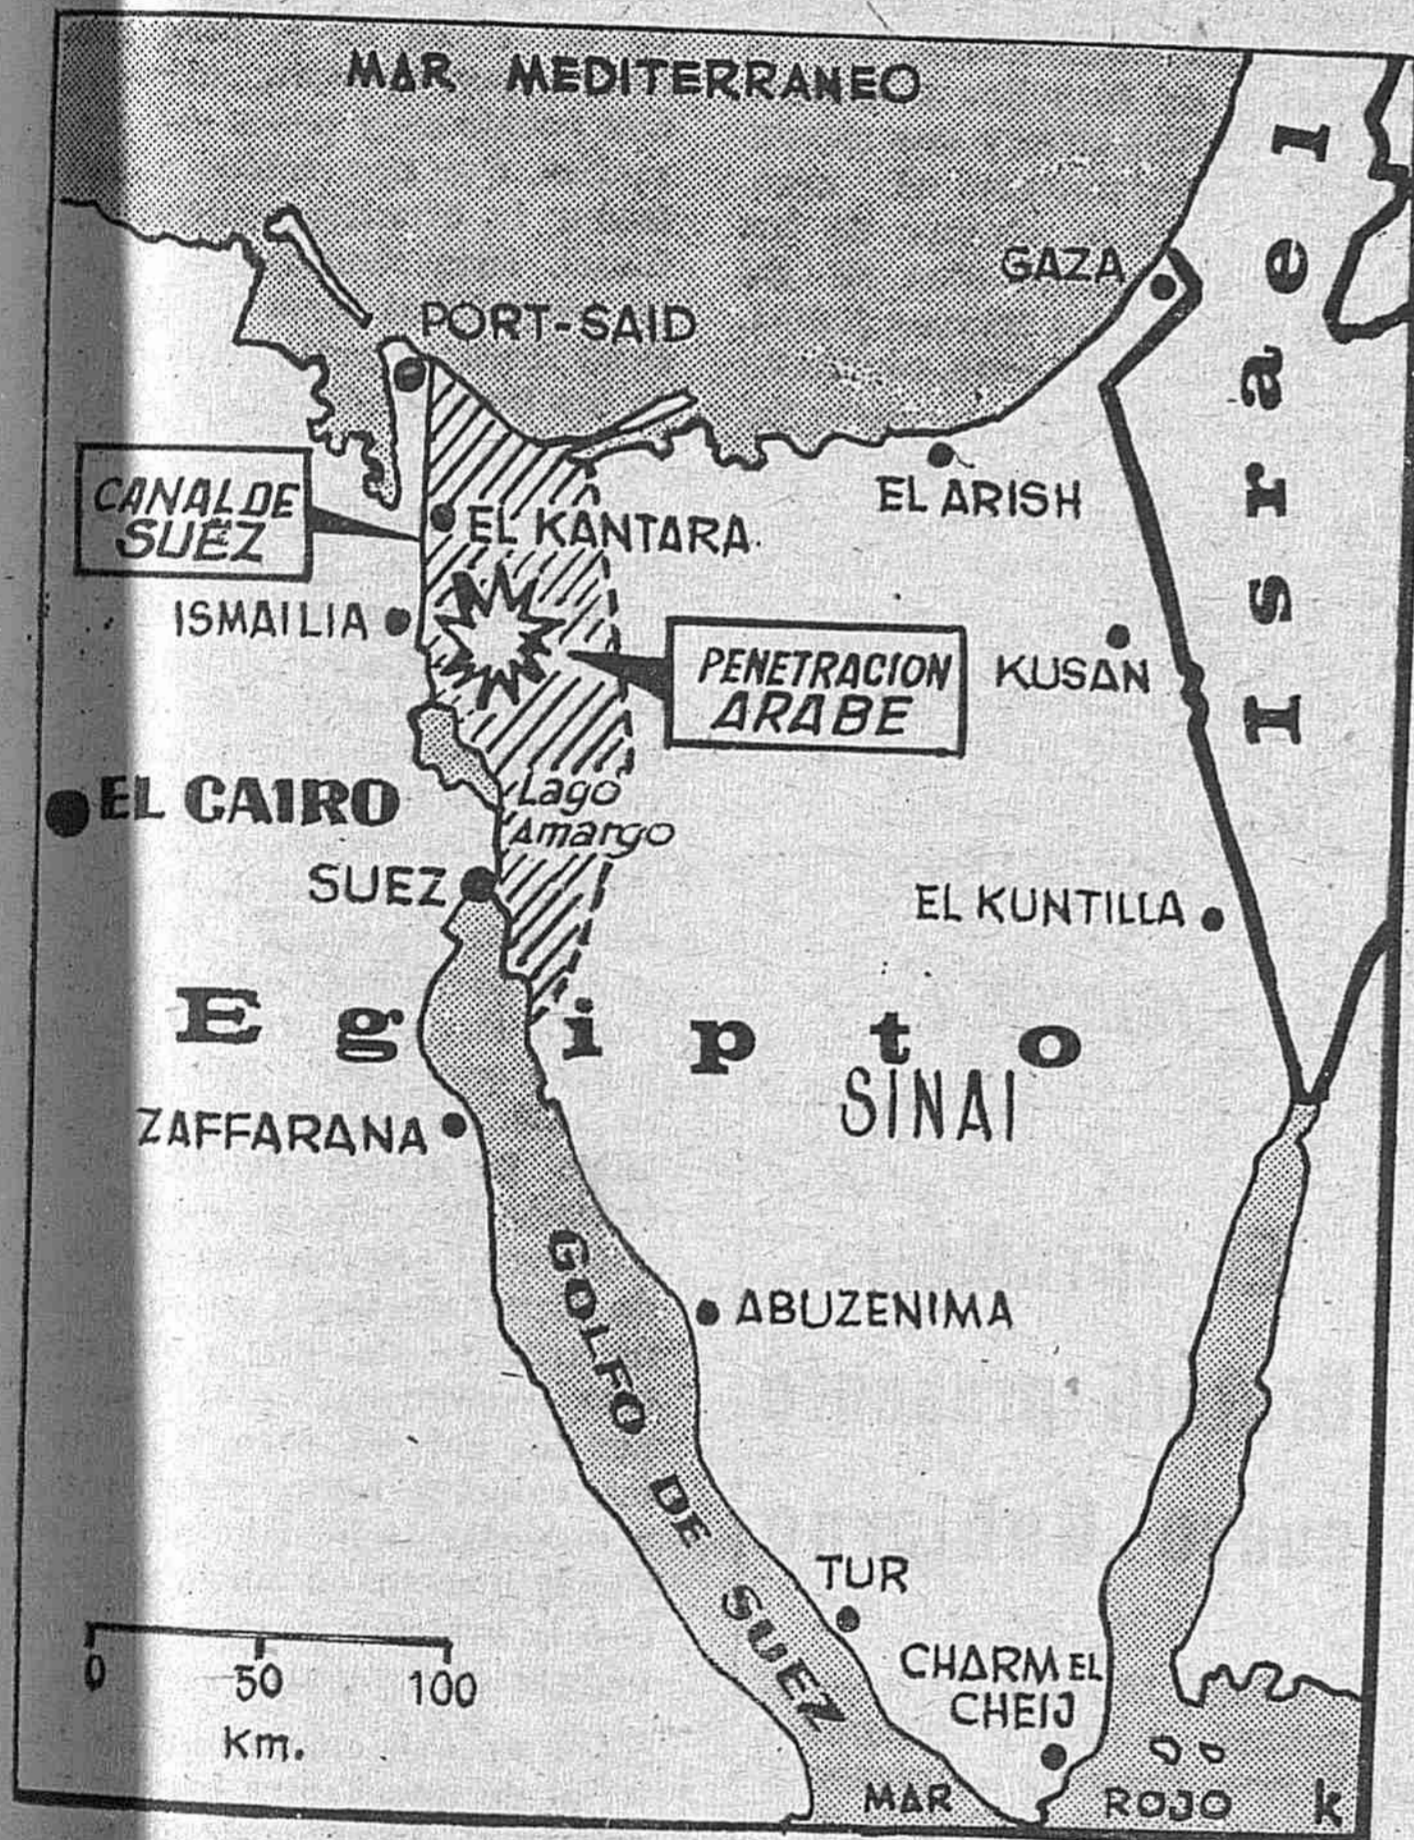 MAR MEDITERRANEO
Israel
GAZA
PORT-SAID
CANAL DE
SUEZ
EL KANTARA
EL ARISH
ISMAILIA
PENETRACION
ARABE
KUSAN
EL CAIRO
Lago
Amargo
SUEZ
EL KUNTILLA
Egipto
SINAI
ZAFFARANA
GOLFO DE SUEZ
ABUZENIMA
TUR
CHARM EL
CHEIJ
0 50 100
Km.
MAR ROJO
k